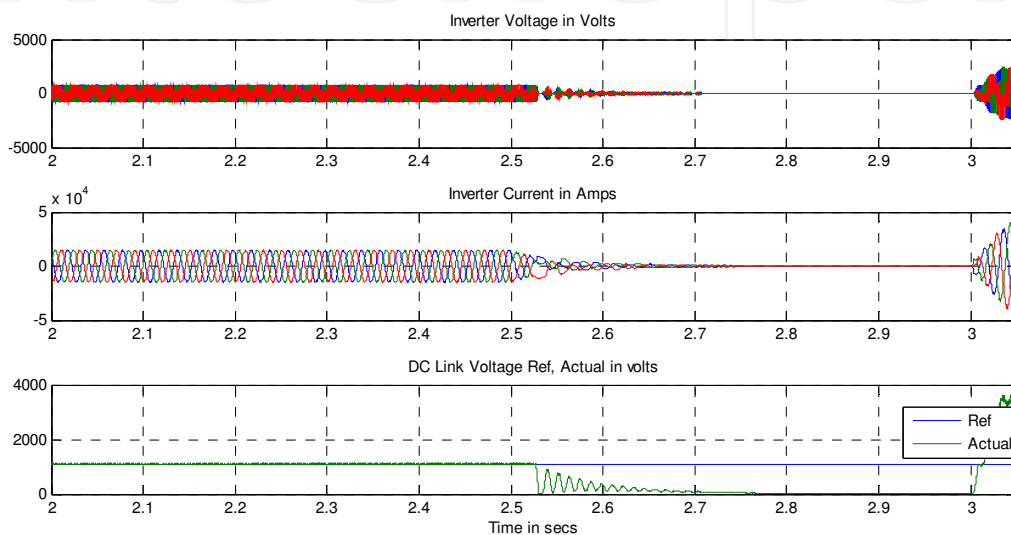 Inverter Voltage in Volts
5000
0
-5000
2 2.1 2.2 2.3 2.4 2.5 2.6 2.7 2.8 2.9 3
Inverter Current in Amps
x 10^4
5
0
-5
2 2.1 2.2 2.3 2.4 2.5 2.6 2.7 2.8 2.9 3
DC Link Voltage Ref, Actual in volts
4000
2000
0
Ref
Actual
2 2.1 2.2 2.3 2.4 2.5 2.6 2.7 2.8 2.9 3
Time in secs